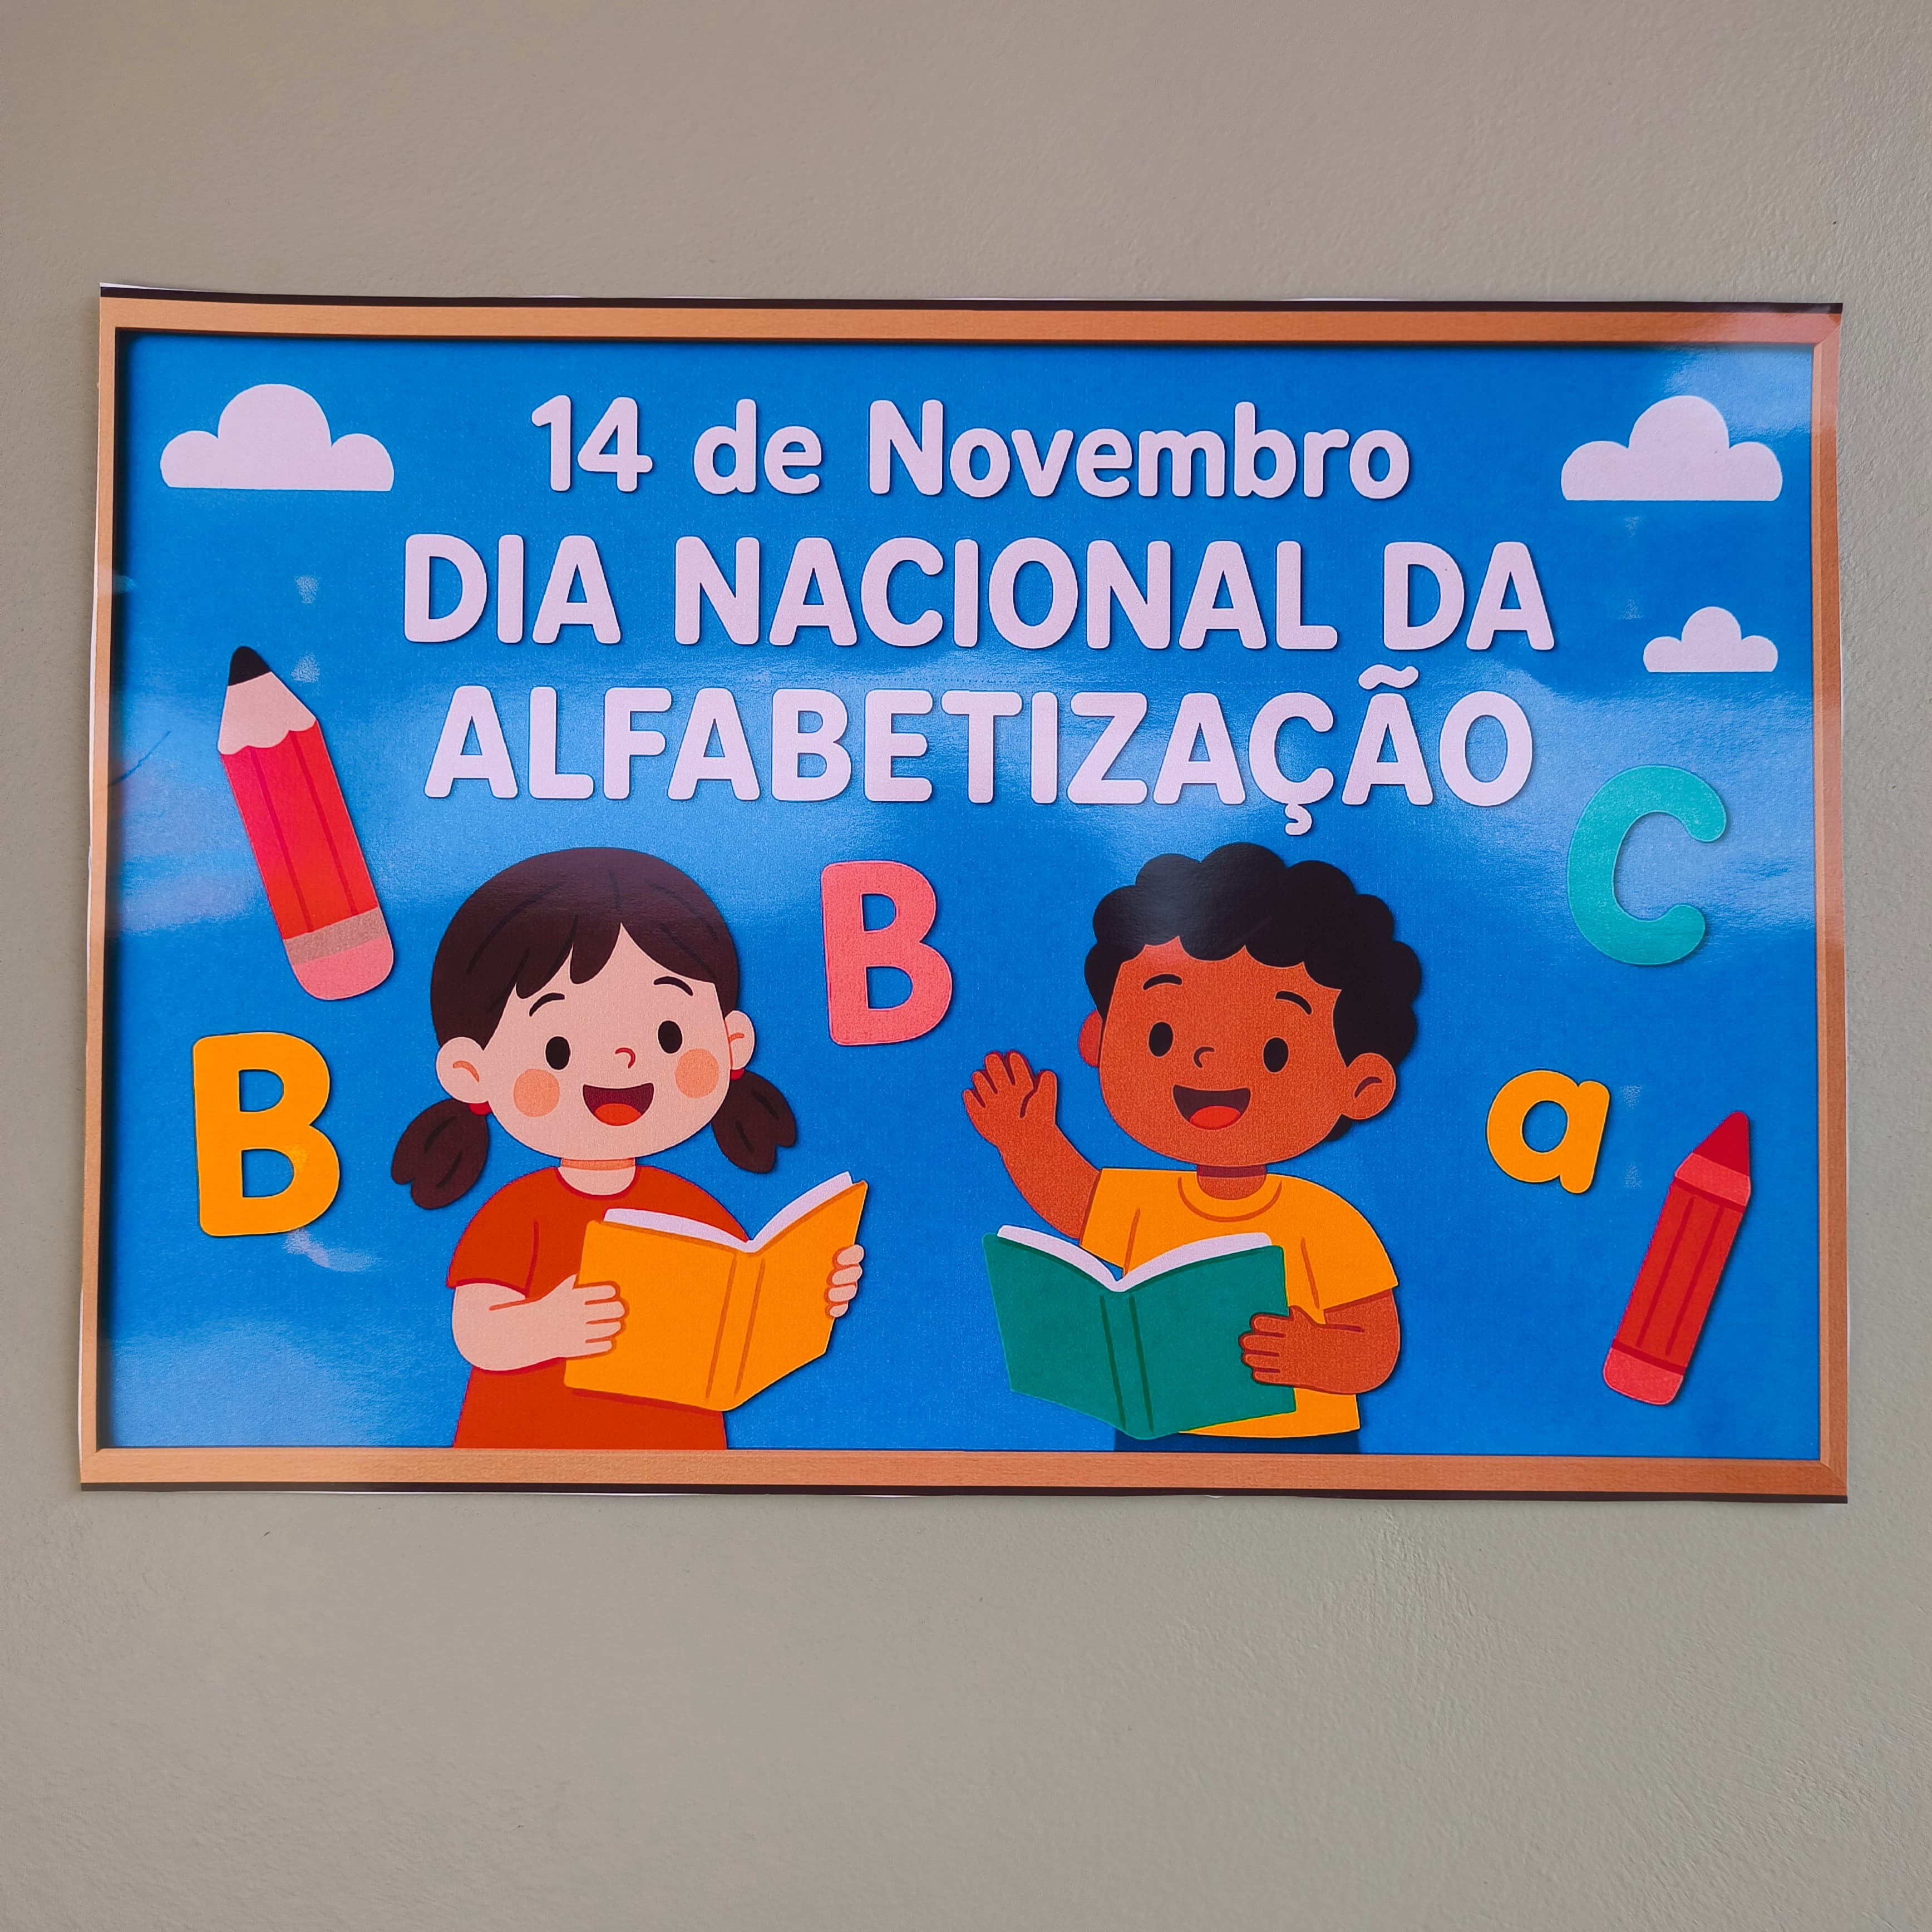 14 de Novembro
DIA NACIONAL DA
ALFABETIZAÇÃO
C
B
B
a